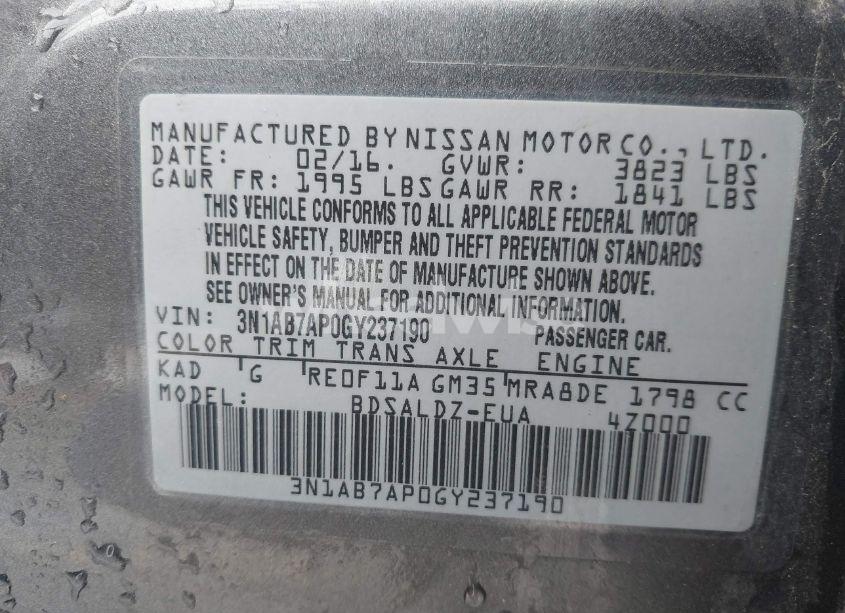 MANUFACTURED BY NISSAN MOTOR CO., LTD.
DATE: 02/16. GVWR: 3823 LBS
GAWR FR: 1995 LBS GAWR RR: 1841 LBS
THIS VEHICLE CONFORMS TO ALL APPLICABLE FEDERAL MOTOR
VEHICLE SAFETY, BUMPER AND THEFT PREVENTION STANDARDS
IN EFFECT ON THE DATE OF MANUFACTURE SHOWN ABOVE.
SEE OWNER'S MANUAL FOR ADDITIONAL INFORMATION.
VIN: 3N1AB7AP0GY237190 PASSENGER CAR.
COLOR TRIM TRANS AXLE ENGINE
KAD G RE0F11A GM35 MRA8DE 1798 CC
MODEL: BDSALDZ-EUA 4Z000
3N1AB7AP0GY237190